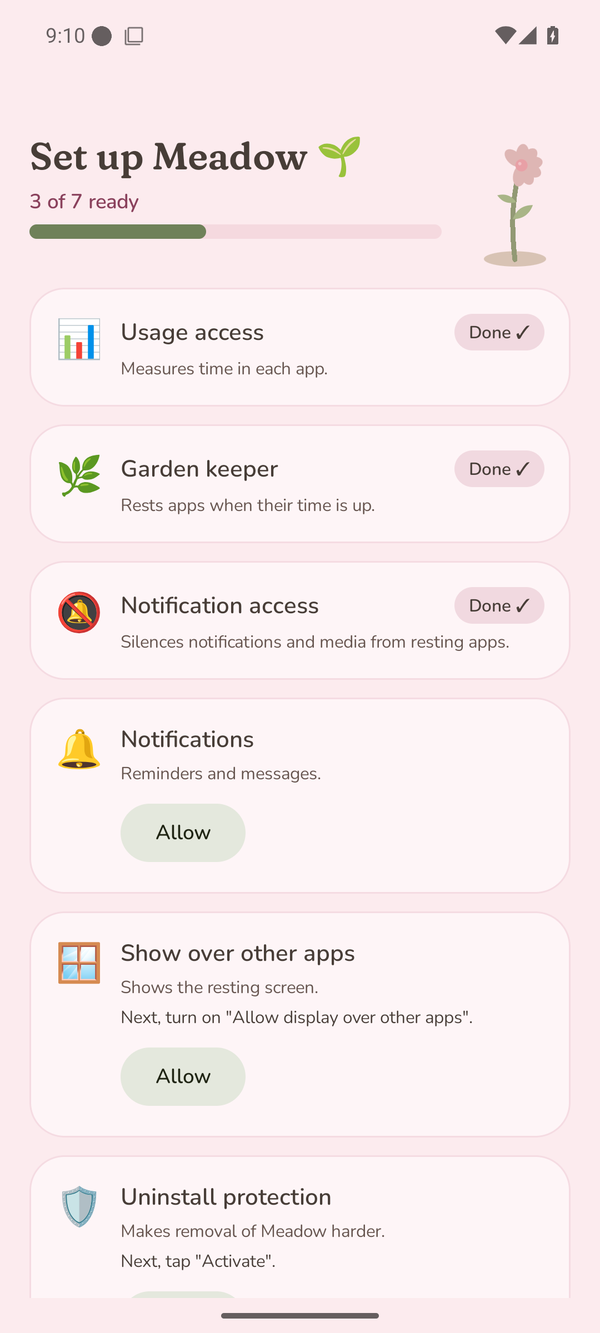 9:10
Set up Meadow 🌱
3 of 7 ready
Usage access
Done ✓
Measures time in each app.
Garden keeper
Done ✓
Rests apps when their time is up.
Notification access
Done ✓
Silences notifications and media from resting apps.
Notifications
Reminders and messages.
Allow
Show over other apps
Shows the resting screen.
Next, turn on "Allow display over other apps".
Allow
Uninstall protection
Makes removal of Meadow harder.
Next, tap "Activate".